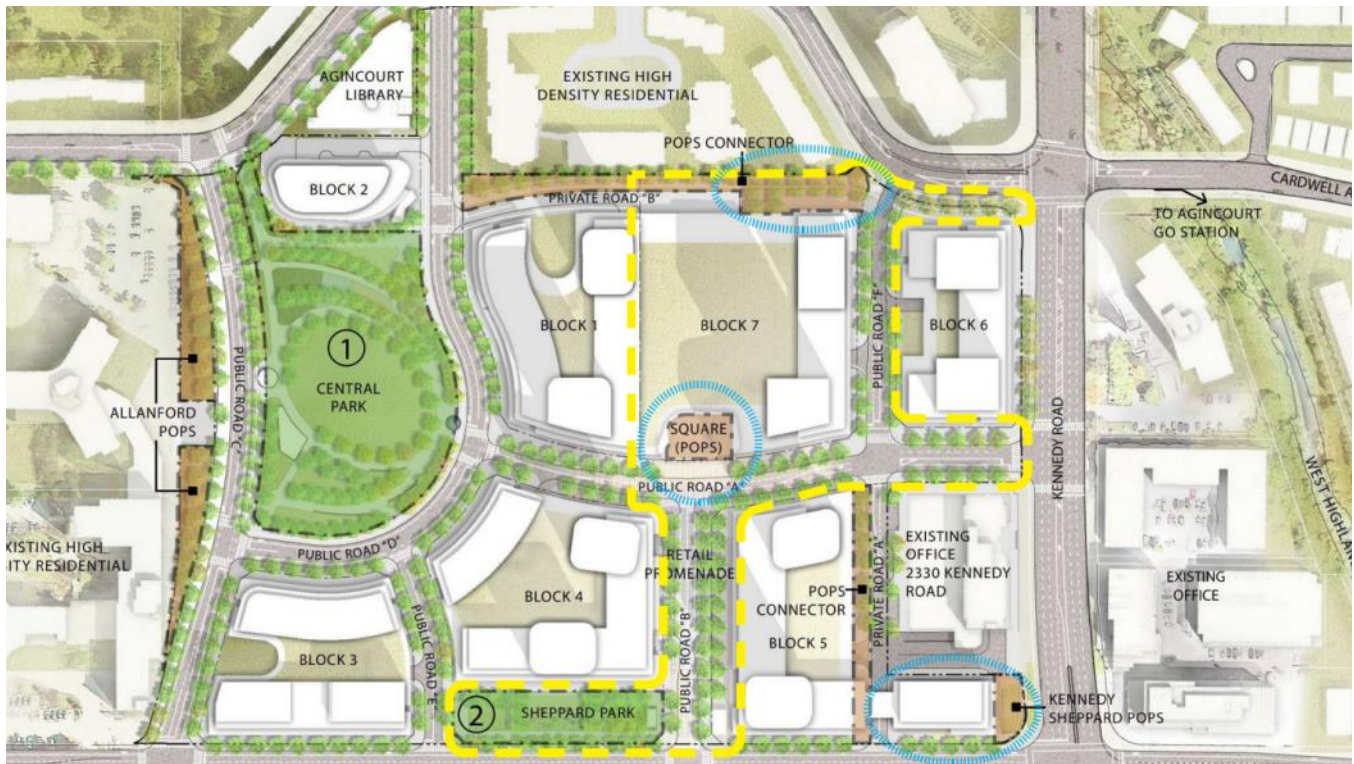 AGINCOURT
LIBRARY
EXISTING HIGH
DENSITY RESIDENTIAL
POPS CONNECTOR
CARDWELL A
BLOCK 2
PRIVATE ROAD "B"
TO AGINCOURT
GO STATION
BLOCK 1
BLOCK 7
PUBLIC ROAD "F"
BLOCK 6
1
CENTRAL
PARK
PUBLIC ROAD "C"
ALLANFORD
POPS
SQUARE
(POPS)
KENNEDY ROAD
WEST HIGHLAN
PUBLIC ROAD "A"
XISTING HIGH
ITY RESIDENTIAL
PUBLIC ROAD "D"
RETAIL
PROMENADE
EXISTING
OFFICE
2330 KENNEDY
ROAD
PRIVATE ROAD "A"
EXISTING
OFFICE
BLOCK 4
POPS
CONNECTOR
PUBLIC ROAD "B"
BLOCK 5
BLOCK 3
PUBLIC ROAD "E"
2
SHEPPARD PARK
KENNEDY
SHEPPARD POPS